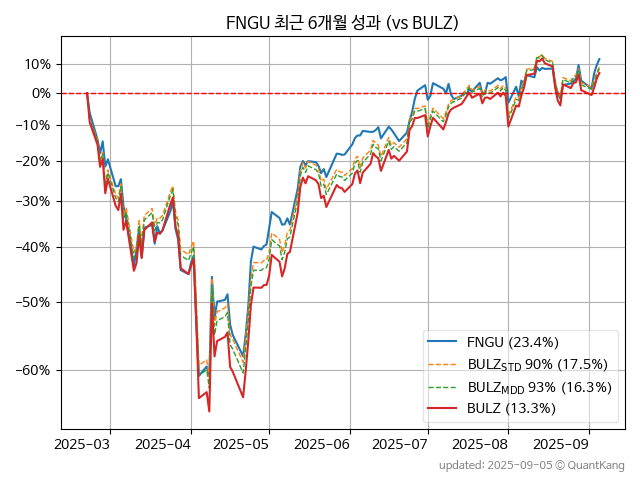 FNGU 최근 6개월 성과 (vs BULZ)
10%
0%
−10%
−20%
−30%
−40%
−50%
−60%
FNGU (23.4%)
BULZSTD 90% (17.5%)
BULZMDD 93% (16.3%)
BULZ (13.3%)
2025-03 2025-04 2025-05 2025-06 2025-07 2025-08 2025-09
updated: 2025-09-05 © QuantKang